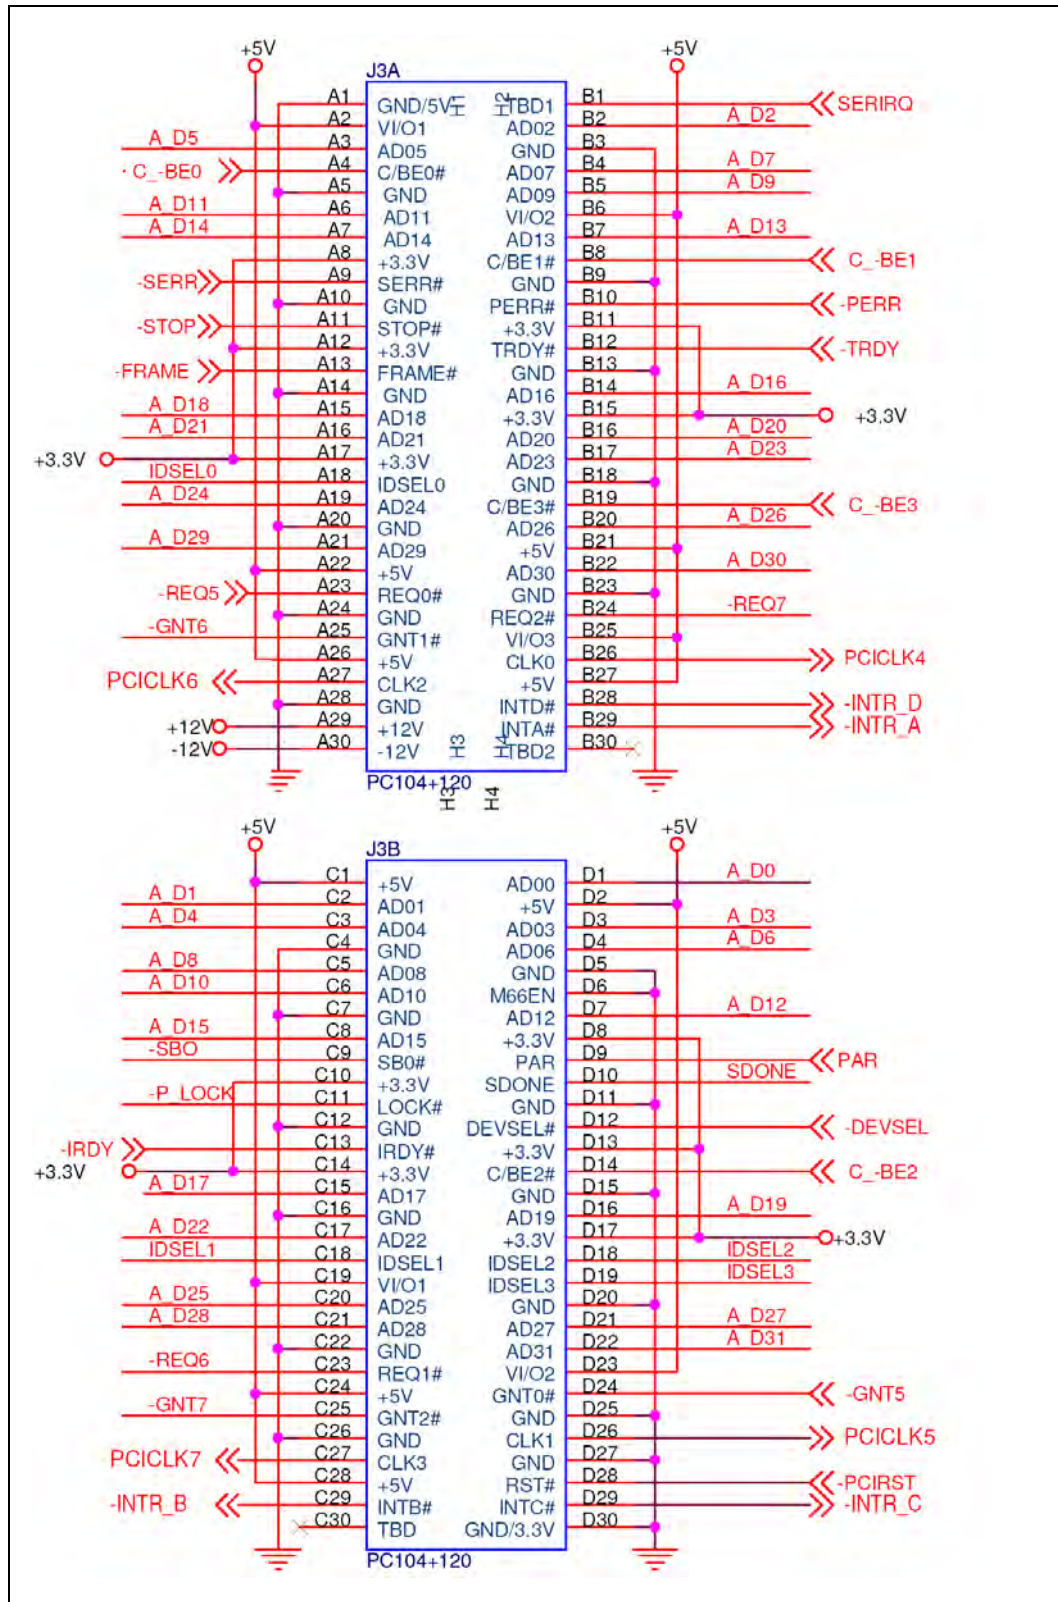 +5V +5V
J3A
A1 GND/5V H1 H2 TBD1 B1 SERIRQ
A2 VI/O1 AD02 B2 A_D2
A_D5 A3 AD05 GND B3
C_-BE0 A4 C/BE0# AD07 B4 A_D7
A5 GND AD09 B5 A_D9
A_D11 A6 AD11 VI/O2 B6
A_D14 A7 AD14 AD13 B7 A_D13
A8 +3.3V C/BE1# B8 C_-BE1
-SERR A9 SERR# GND B9
A10 GND PERR# B10 -PERR
-STOP A11 STOP# +3.3V B11
A12 +3.3V TRDY# B12 -TRDY
-FRAME A13 FRAME# GND B13
A14 GND AD16 B14 A_D16
A_D18 A15 AD18 +3.3V B15 +3.3V
A_D21 A16 AD21 AD20 B16 A_D20
+3.3V A17 +3.3V AD23 B17 A_D23
IDSEL0 A18 IDSEL0 GND B18
A_D24 A19 AD24 C/BE3# B19 C_-BE3
A20 GND AD26 B20 A_D26
A_D29 A21 AD29 +5V B21
A22 +5V AD30 B22 A_D30
-REQ5 A23 REQ0# GND B23
A24 GND REQ2# B24 -REQ7
-GNT6 A25 GNT1# VI/O3 B25
A26 +5V CLK0 B26 PCICLK4
PCICLK6 A27 CLK2 +5V B27
A28 GND INTD# B28 -INTR_D
+12V A29 +12V INTA# B29 -INTR_A
-12V A30 -12V H3 H4 TBD2 B30
PC104+120
H3 H4
+5V +5V
J3B
C1 +5V AD00 D1 A_D0
A_D1 C2 AD01 +5V D2
A_D4 C3 AD04 AD03 D3 A_D3
C4 GND AD06 D4 A_D6
A_D8 C5 AD08 GND D5
A_D10 C6 AD10 M66EN D6
C7 GND AD12 D7 A_D12
A_D15 C8 AD15 +3.3V D8
-SBO C9 SB0# PAR D9 PAR
C10 +3.3V SDONE D10 SDONE
-P_LOCK C11 LOCK# GND D11
C12 GND DEVSEL# D12 -DEVSEL
-IRDY C13 IRDY# +3.3V D13
+3.3V C14 +3.3V C/BE2# D14 C_-BE2
A_D17 C15 AD17 GND D15
C16 GND AD19 D16 A_D19
A_D22 C17 AD22 +3.3V D17 +3.3V
IDSEL1 C18 IDSEL1 IDSEL2 D18 IDSEL2
C19 VI/O1 IDSEL3 D19 IDSEL3
A_D25 C20 AD25 GND D20
A_D28 C21 AD28 AD27 D21 A_D27
C22 GND AD31 D22 A_D31
-REQ6 C23 REQ1# VI/O2 D23
C24 +5V GNT0# D24 -GNT5
-GNT7 C25 GNT2# GND D25
C26 GND CLK1 D26 PCICLK5
PCICLK7 C27 CLK3 GND D27
C28 +5V RST# D28 -PCIRST
-INTR_B C29 INTB# INTC# D29 -INTR_C
C30 TBD GND/3.3V D30
PC104+120